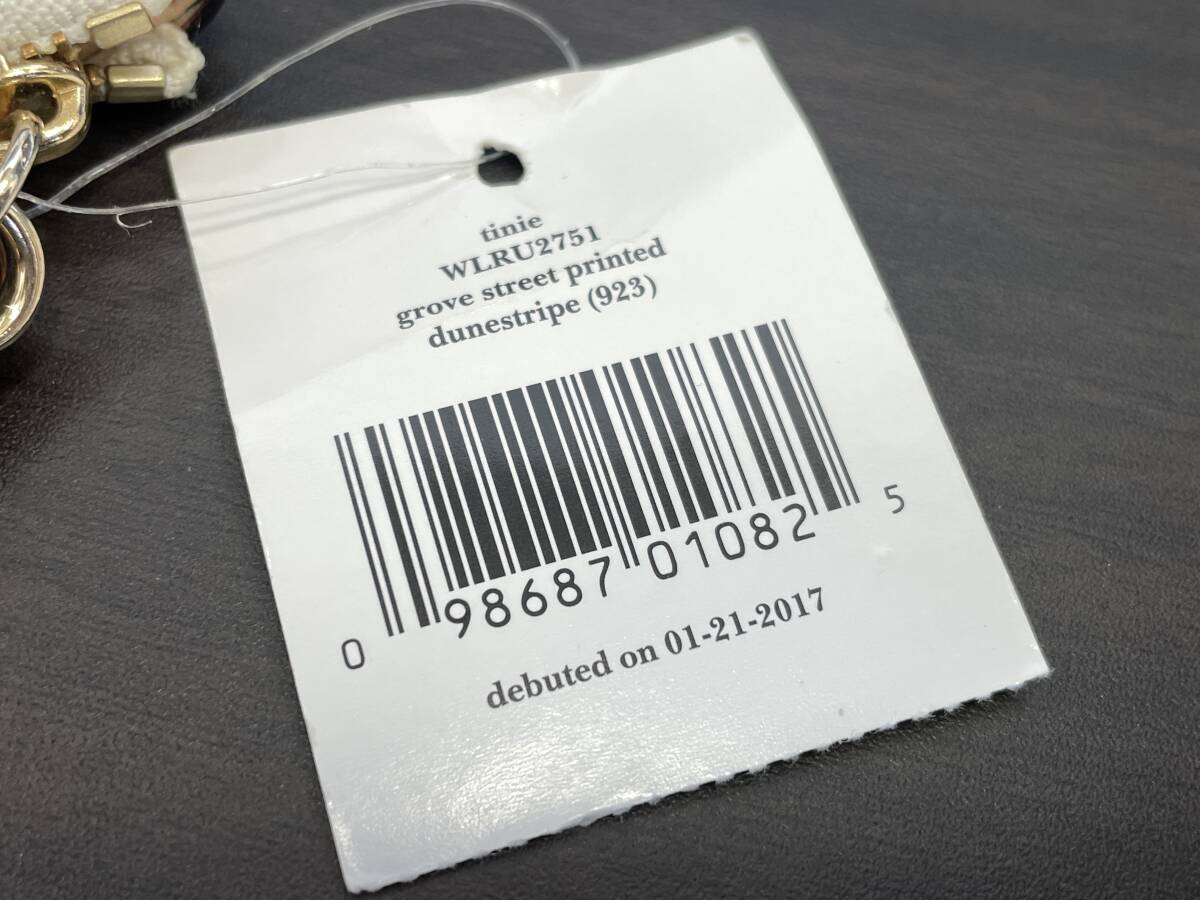 tinie
WLRU2751
grove street printed
dunestripe (923)
0 98687 01082 5
debuted on 01-21-2017